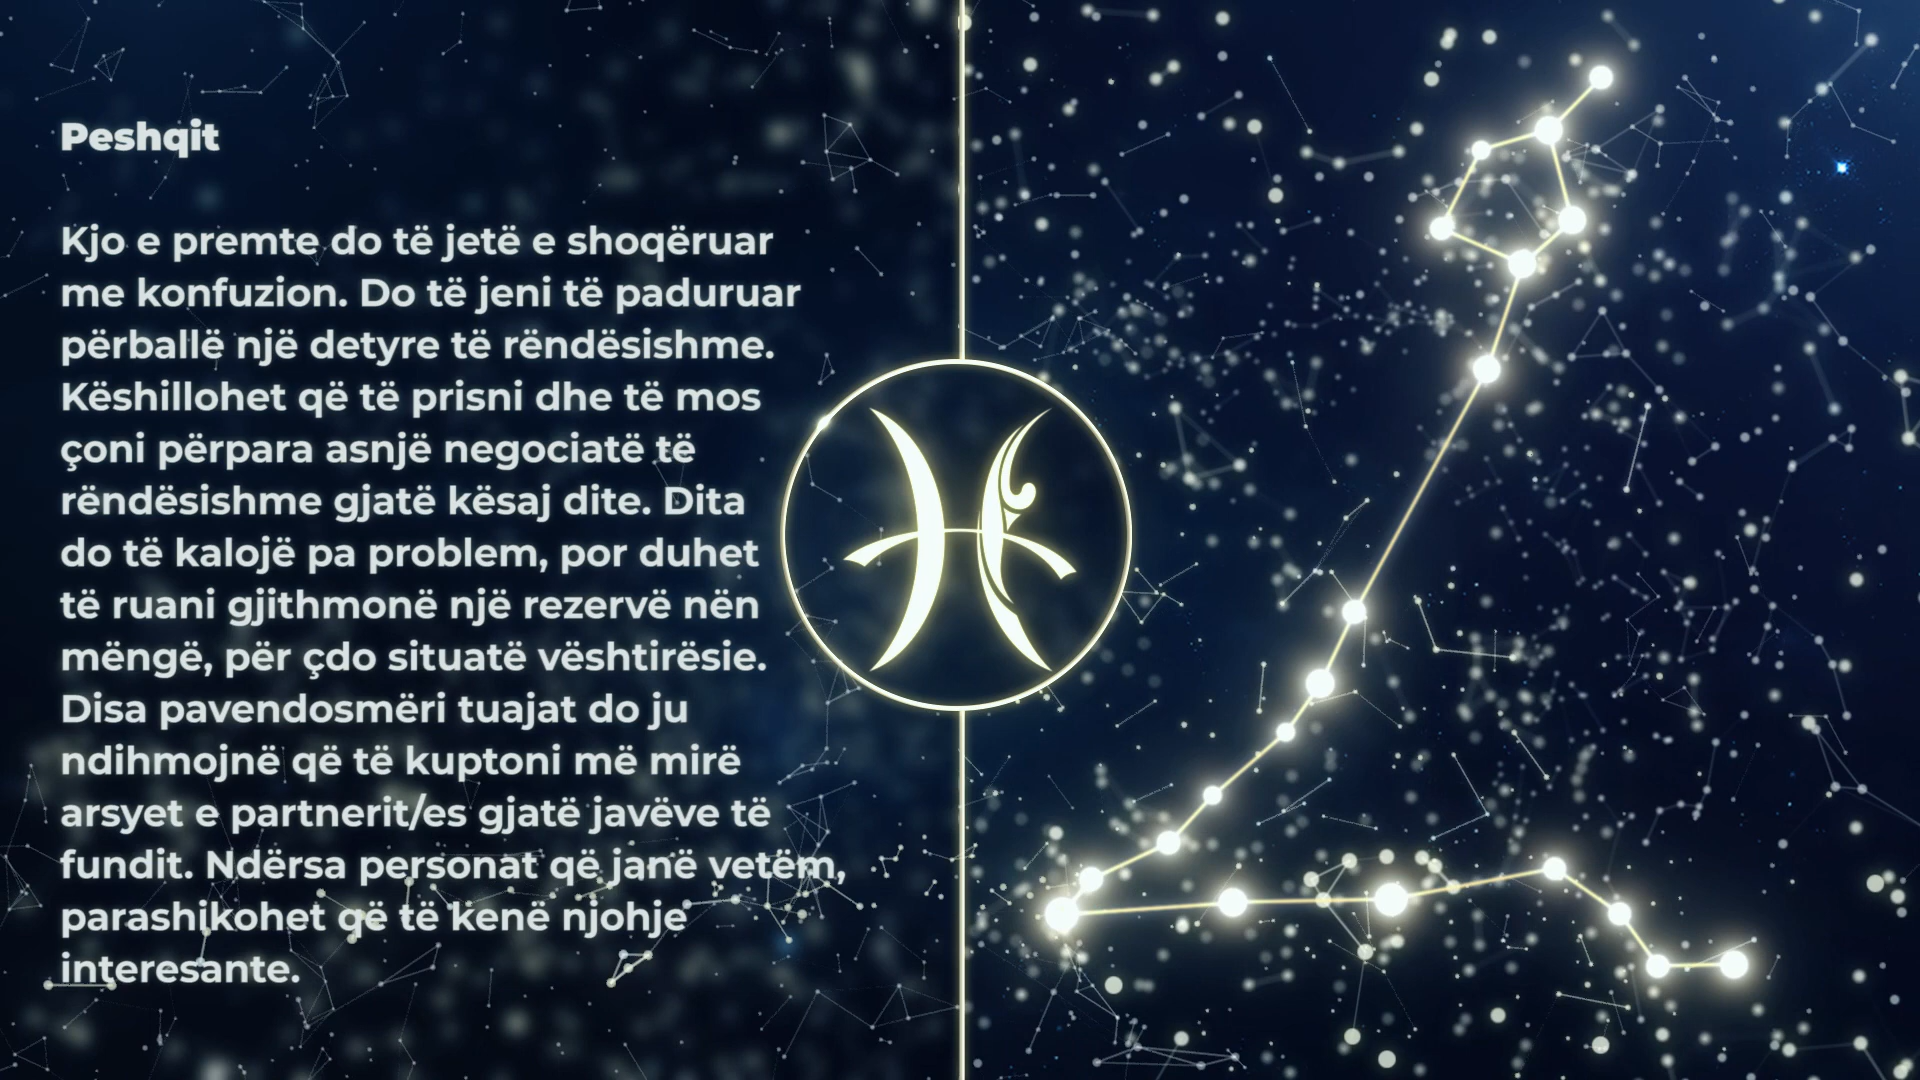 Peshqit
Kjo e premte do të jetë e shoqëruar
me konfuzion. Do të jeni të paduruar
përballë një detyre të rëndësishme.
Këshillohet që të prisni dhe të mos
çoni përpara asnjë negociatë të
rëndësishme gjatë kësaj dite. Dita
do të kalojë pa problem, por duhet
të ruani gjithmonë një rezervë nën
mëngë, për çdo situatë vështirësie.
Disa pavendosmëri tuajat do ju
ndihmojnë që të kuptoni më mirë
arsyet e partnerit/es gjatë javëve të
fundit. Ndërsa personat që janë vetëm,
parashikohet që të kenë njohje
interesante.